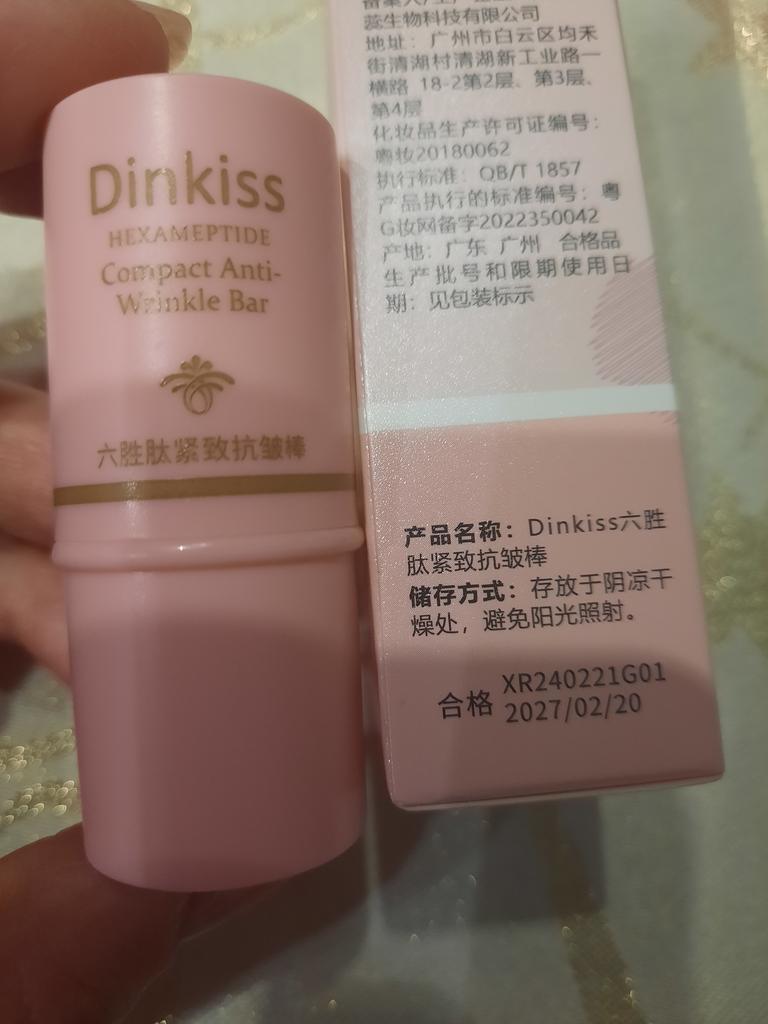 Dinkiss
HEXAMEPTIDE
Compact Anti-
Wrinkle Bar
六胜肽紧致抗皱棒
蕊生物科技有限公司
地址：广州市白云区均禾
街清湖村清湖新工业路一
横路 18-2第2层、第3层、
第4层
化妆品生产许可证编号：
粤妆20180062
执行标准：QB/T 1857
产品执行的标准编号：粤
G妆网备字2022350042
产地：广东 广州 合格品
生产批号和限期使用日
期：见包装标示
产品名称：Dinkiss六胜
肽紧致抗皱棒
储存方式：存放于阴凉干
燥处，避免阳光照射。
合格 XR240221G01
2027/02/20